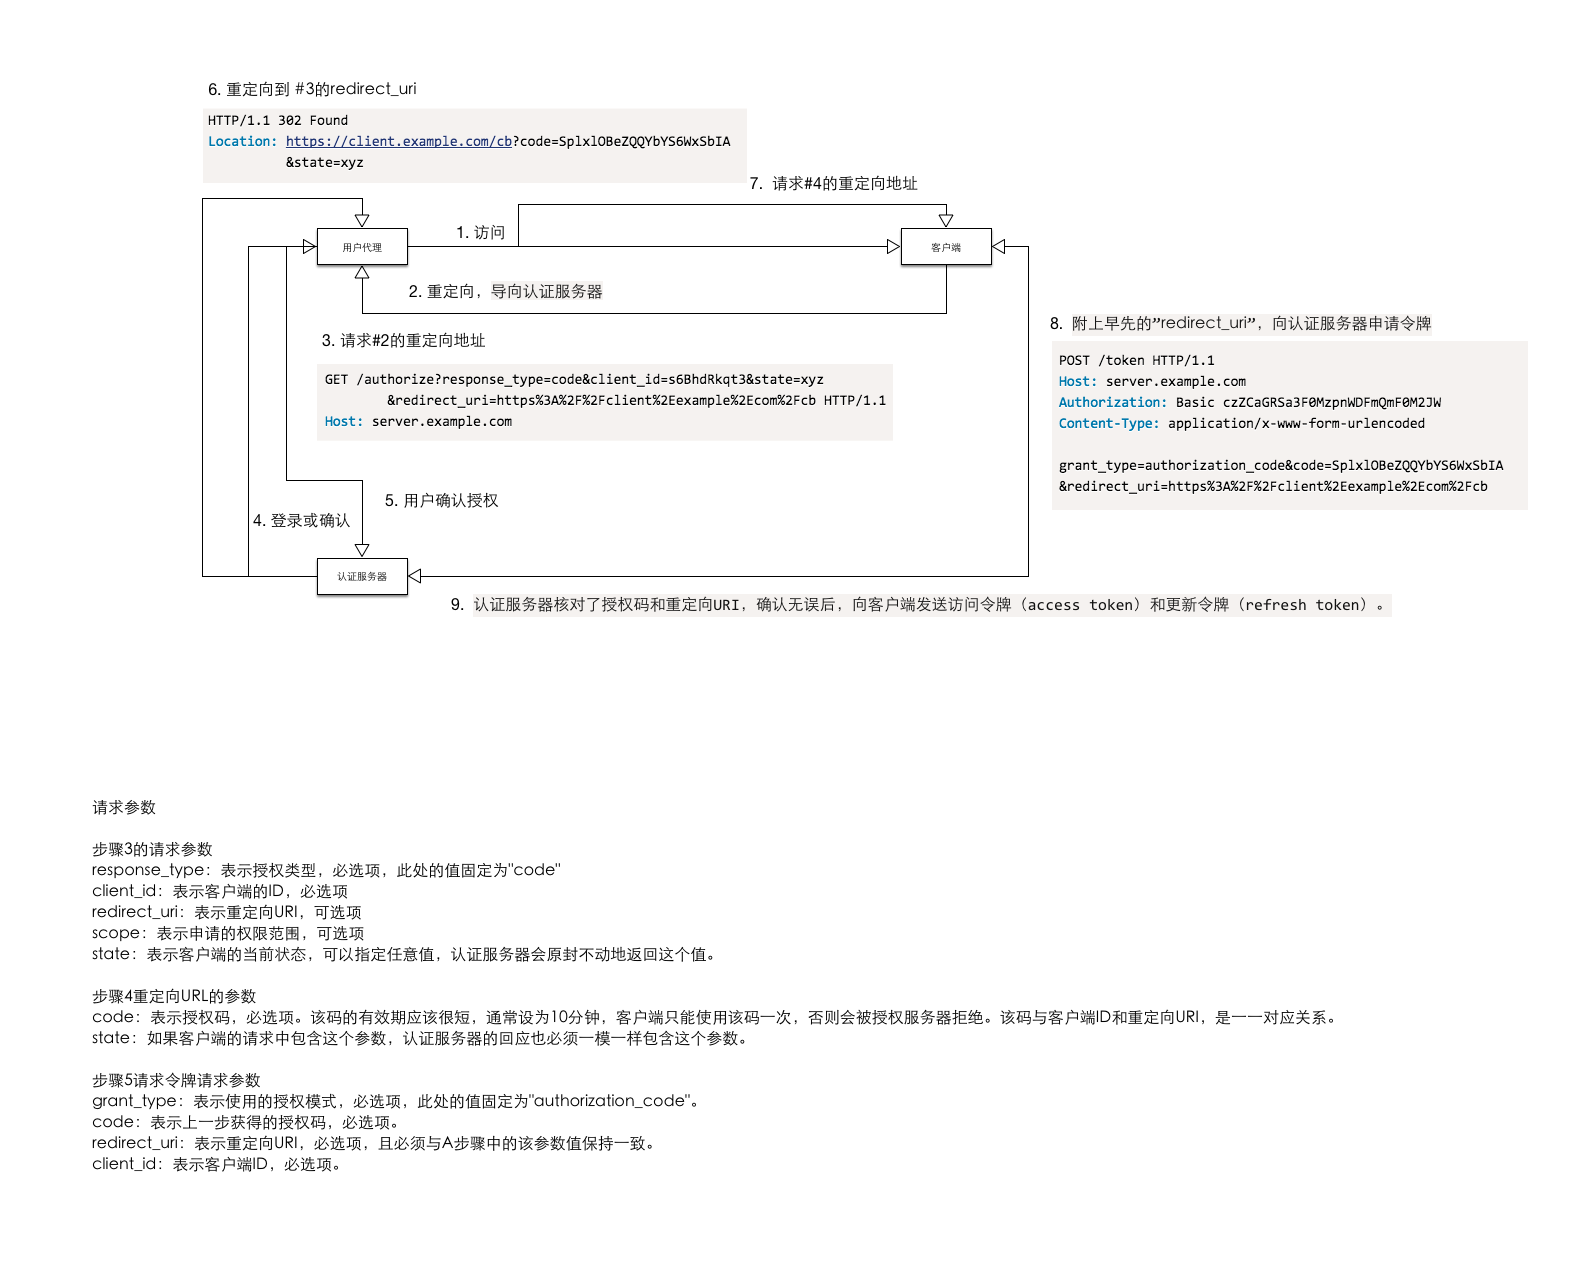 6. 重定向到 #3的redirect_uri
HTTP/1.1 302 Found
Location: https://client.example.com/cb?code=SplxlOBeZQQYbYS6WxSbIA
&state=xyz
7. 请求#4的重定向地址
1. 访问
用户代理
客户端
2. 重定向，导向认证服务器
3. 请求#2的重定向地址
GET /authorize?response_type=code&client_id=s6BhdRkqt3&state=xyz
&redirect_uri=https%3A%2F%2Fclient%2Eexample%2Ecom%2Fcb HTTP/1.1
Host: server.example.com
8. 附上早先的”redirect_uri”，向认证服务器申请令牌
POST /token HTTP/1.1
Host: server.example.com
Authorization: Basic czZCaGRSa3F0MzpnWDFmQmF0M2JW
Content-Type: application/x-www-form-urlencoded
grant_type=authorization_code&code=SplxlOBeZQQYbYS6WxSbIA
&redirect_uri=https%3A%2F%2Fclient%2Eexample%2Ecom%2Fcb
5. 用户确认授权
4. 登录或确认
认证服务器
9. 认证服务器核对了授权码和重定向URI，确认无误后，向客户端发送访问令牌（access token）和更新令牌（refresh token）。
请求参数
步骤3的请求参数
response_type：表示授权类型，必选项，此处的值固定为"code"
client_id：表示客户端的ID，必选项
redirect_uri：表示重定向URI，可选项
scope：表示申请的权限范围，可选项
state：表示客户端的当前状态，可以指定任意值，认证服务器会原封不动地返回这个值。
步骤4重定向URL的参数
code：表示授权码，必选项。该码的有效期应该很短，通常设为10分钟，客户端只能使用该码一次，否则会被授权服务器拒绝。该码与客户端ID和重定向URI，是一一对应关系。
state：如果客户端的请求中包含这个参数，认证服务器的回应也必须一模一样包含这个参数。
步骤5请求令牌请求参数
grant_type：表示使用的授权模式，必选项，此处的值固定为"authorization_code"。
code：表示上一步获得的授权码，必选项。
redirect_uri：表示重定向URI，必选项，且必须与A步骤中的该参数值保持一致。
client_id：表示客户端ID，必选项。